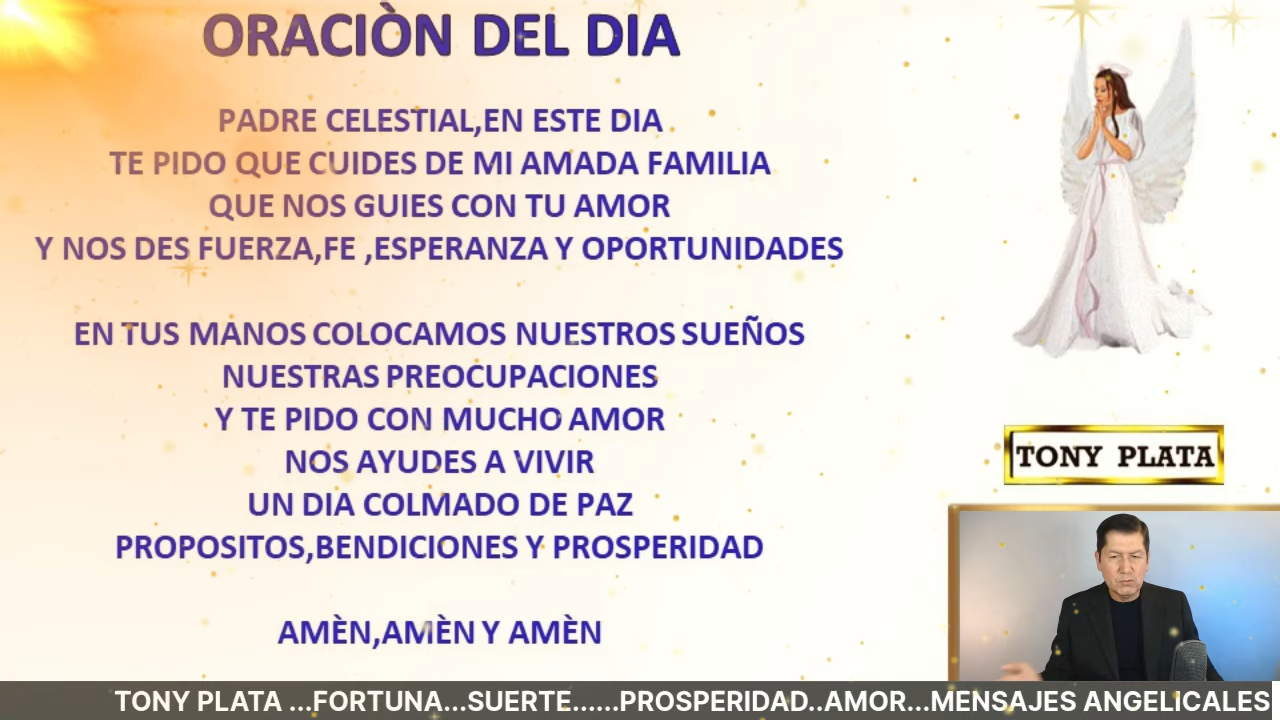 ORACIÒN DEL DIA
PADRE CELESTIAL,EN ESTE DIA
TE PIDO QUE CUIDES DE MI AMADA FAMILIA
QUE NOS GUIES CON TU AMOR
Y NOS DES FUERZA,FE ,ESPERANZA Y OPORTUNIDADES
EN TUS MANOS COLOCAMOS NUESTROS SUEÑOS
NUESTRAS PREOCUPACIONES
Y TE PIDO CON MUCHO AMOR
NOS AYUDES A VIVIR
UN DIA COLMADO DE PAZ
PROPOSITOS,BENDICIONES Y PROSPERIDAD
AMÈN,AMÈN Y AMÈN
TONY PLATA
TONY PLATA ...FORTUNA...SUERTE......PROSPERIDAD..AMOR...MENSAJES ANGELICALES